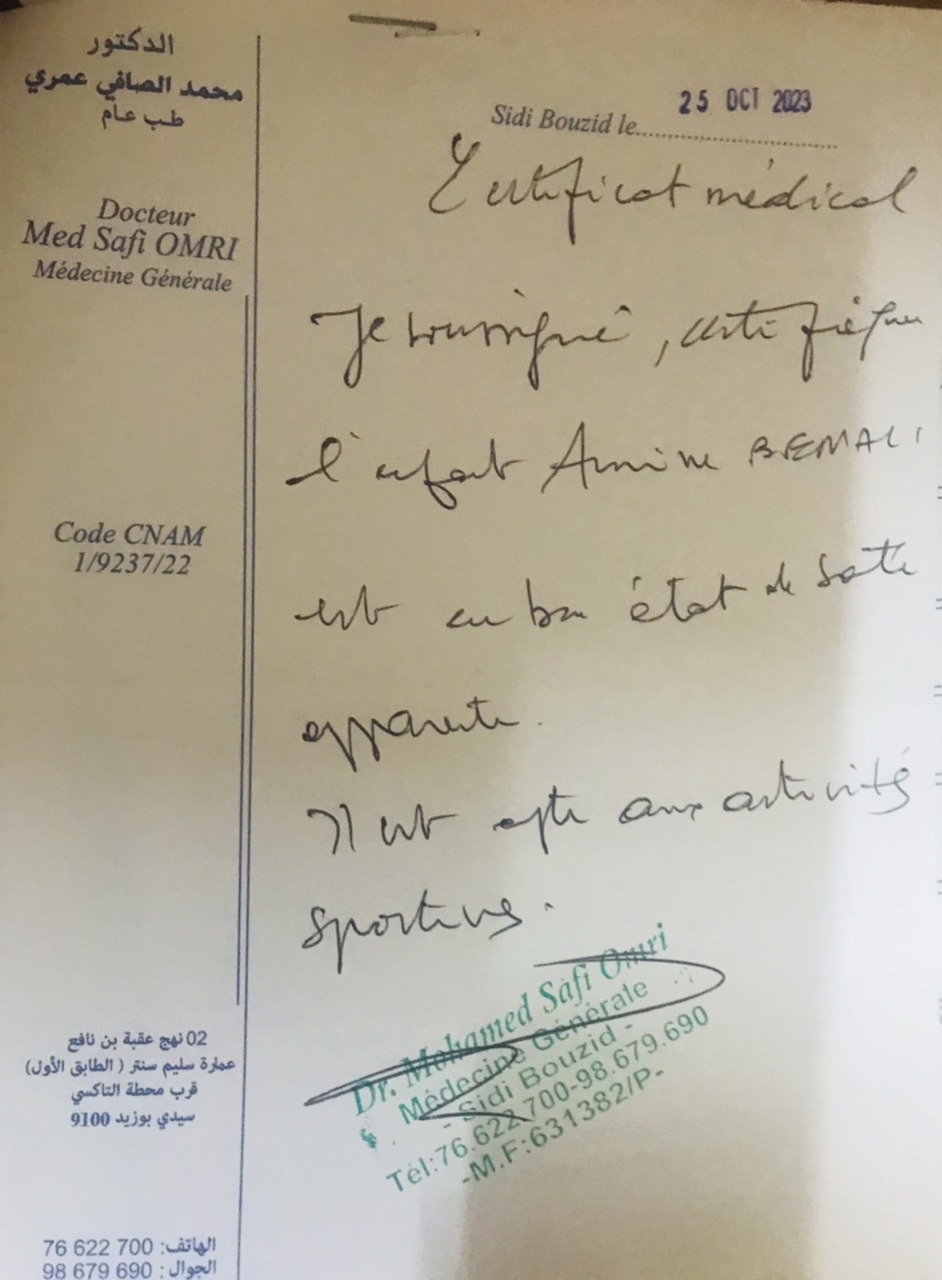 الدكتور
محمد الصافي عمري
طب عام
Docteur
Med Safi OMRI
Médecine Générale
Code CNAM
1/9237/22
02 نهج عقبة بن نافع
عمارة سليم سنتر ( الطابق الأول)
قرب محطة التاكسي
سيدي بوزيد 9100
الهاتف: 700 622 76
الجوال : 690 679 98
Sidi Bouzid le 25 OCT 2023
Certificat médical
Je soussigné, certifie que
l'enfant Amine BEMALI
est en bon état de santé
apparente.
Il est apte aux activités
sportives.
Dr. Mohamed Safi Omri
Médecine Générale
- Sidi Bouzid -
Tél:76.622.700-98.679.690
-M.F:631382/P-